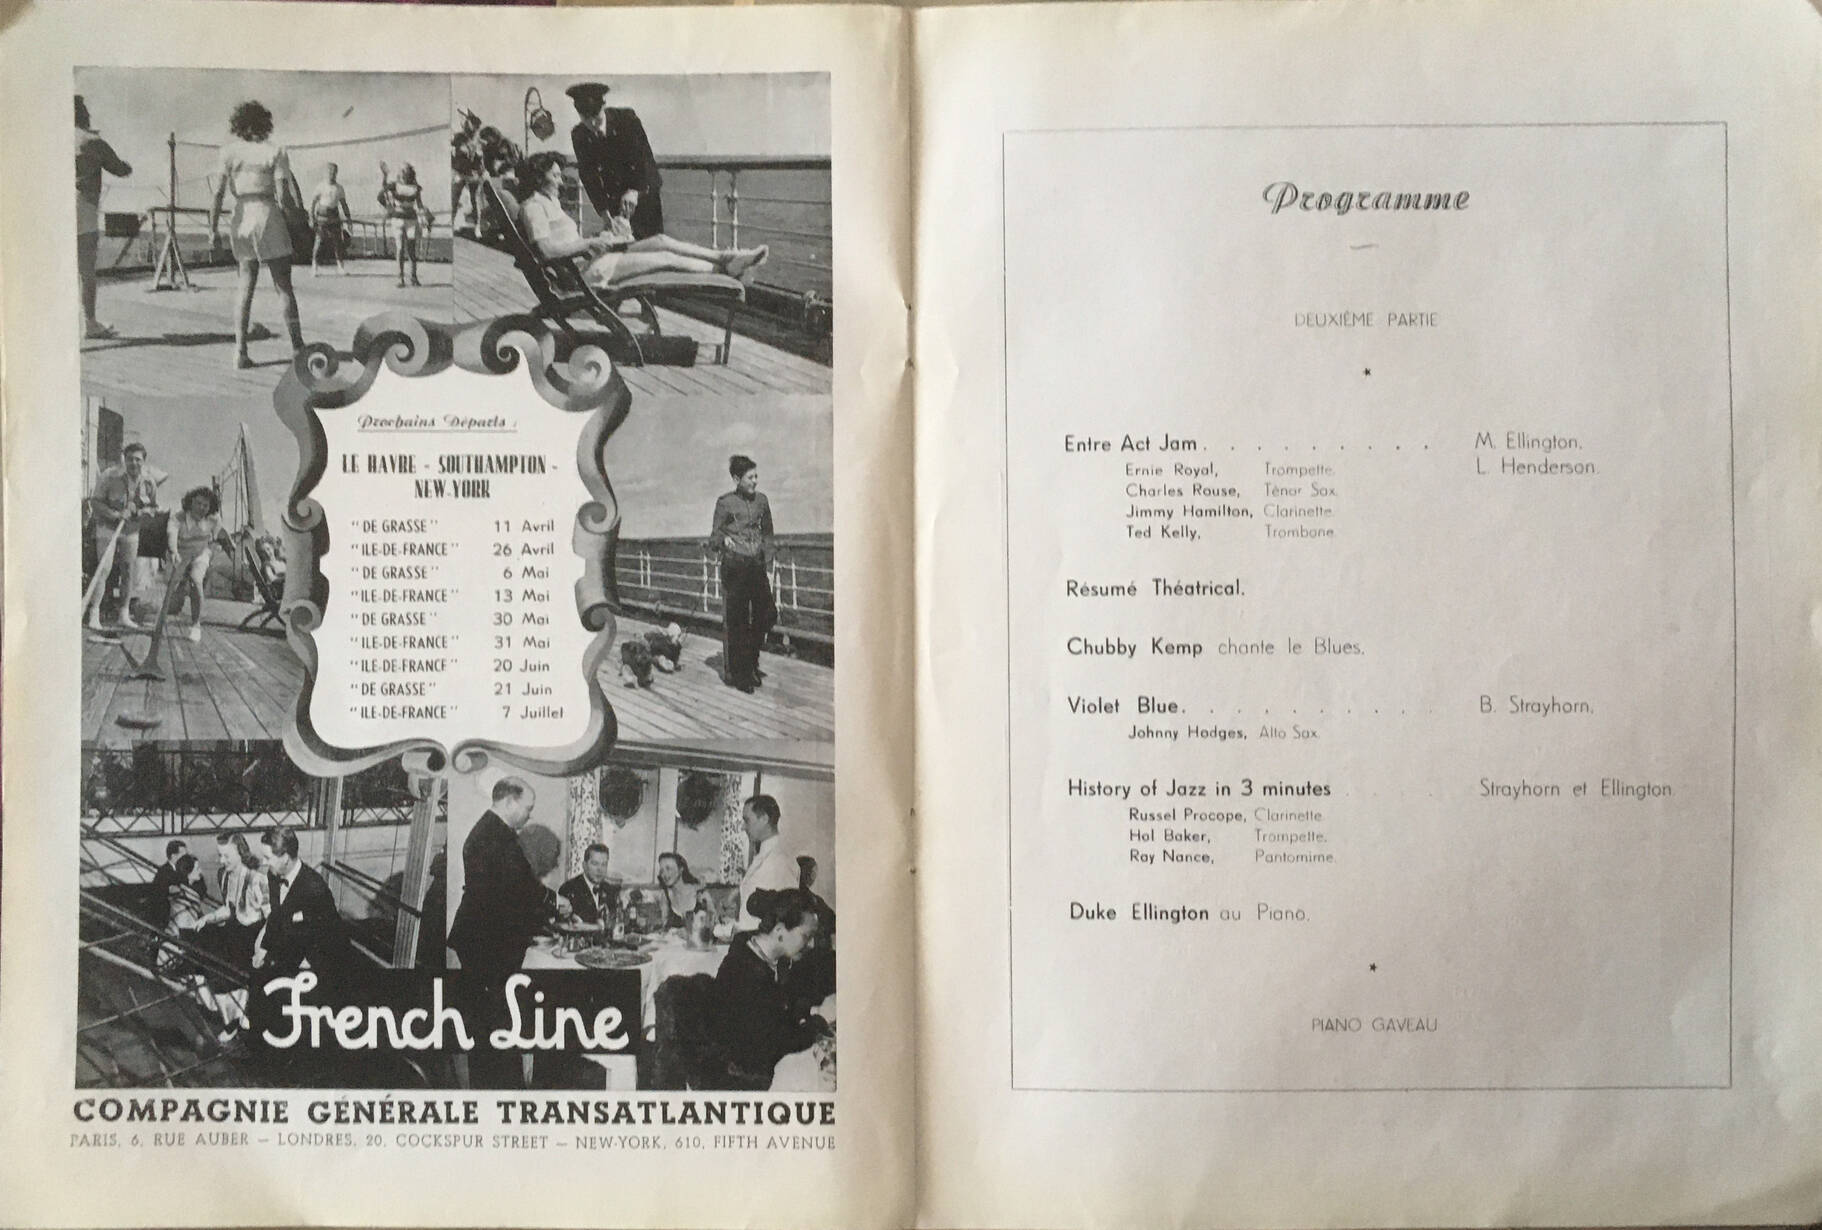 Prochains Départs :
LE HAVRE - SOUTHAMPTON -
NEW-YORK
"DE GRASSE" 11 Avril
"ILE-DE-FRANCE" 26 Avril
"DE GRASSE" 6 Mai
"ILE-DE-FRANCE" 13 Mai
"DE GRASSE" 30 Mai
"ILE-DE-FRANCE" 31 Mai
"ILE-DE-FRANCE" 20 Juin
"DE GRASSE" 21 Juin
"ILE-DE-FRANCE" 7 Juillet
French Line
COMPAGNIE GÉNÉRALE TRANSATLANTIQUE
PARIS, 6, RUE AUBER – LONDRES, 20, COCKSPUR STREET – NEW-YORK, 610, FIFTH AVENUE
Programme
DEUXIÈME PARTIE
Entre Act Jam . . . . . . . . . M. Ellington.
L. Henderson.
Ernie Royal, Trompette.
Charles Rouse, Ténor Sax.
Jimmy Hamilton, Clarinette.
Ted Kelly, Trombone.
Résumé Théatrical.
Chubby Kemp chante le Blues.
Violet Blue. . . . . . . . . . B. Strayhorn.
Johnny Hodges, Alto Sax.
History of Jazz in 3 minutes . . . Strayhorn et Ellington.
Russel Procope, Clarinette.
Hal Baker, Trompette.
Ray Nance, Pantomime.
Duke Ellington au Piano.
PIANO GAVEAU